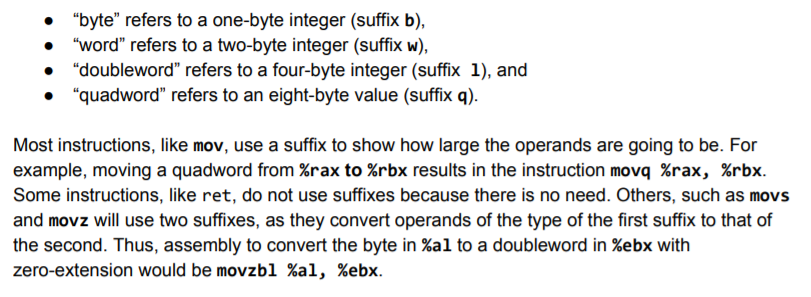 ● “byte” refers to a one-byte integer (suffix b),
● “word” refers to a two-byte integer (suffix w),
● “doubleword” refers to a four-byte integer (suffix l), and
● “quadword” refers to an eight-byte value (suffix q).
Most instructions, like mov, use a suffix to show how large the operands are going to be. For
example, moving a quadword from %rax to %rbx results in the instruction movq %rax, %rbx.
Some instructions, like ret, do not use suffixes because there is no need. Others, such as movs
and movz will use two suffixes, as they convert operands of the type of the first suffix to that of
the second. Thus, assembly to convert the byte in %al to a doubleword in %ebx with
zero-extension would be movzbl %al, %ebx.